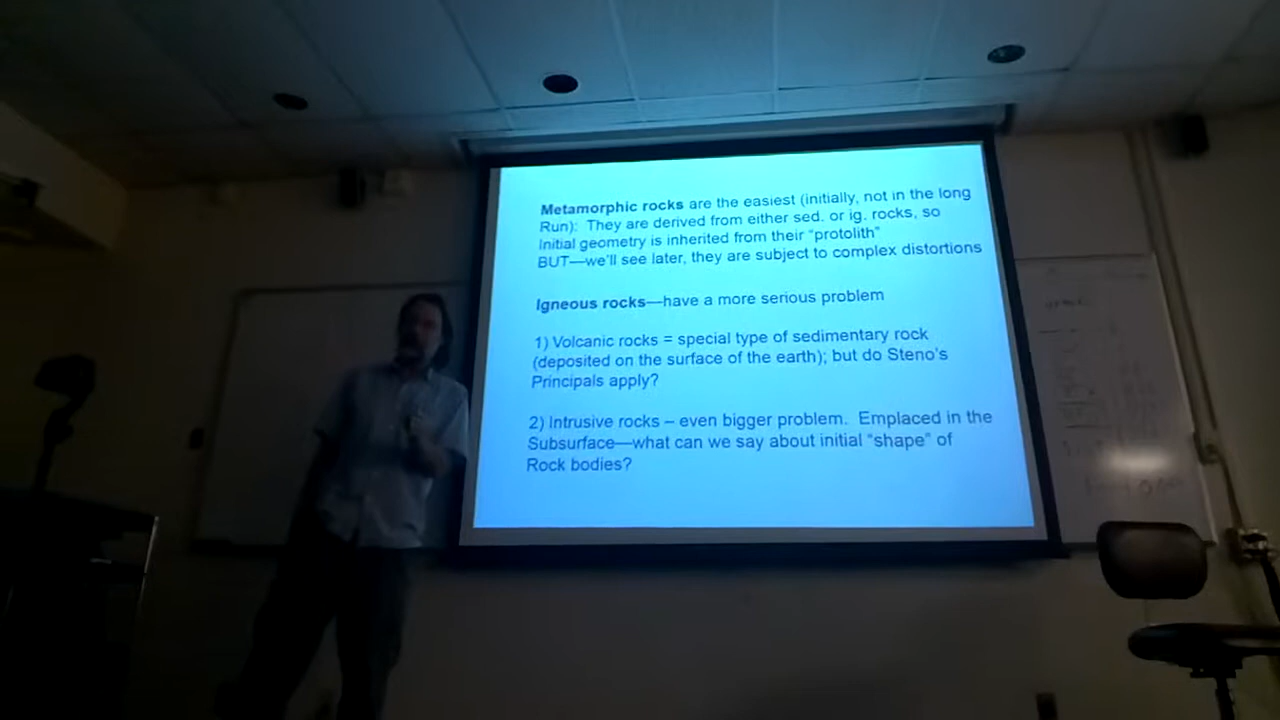 Metamorphic rocks are the easiest (initially, not in the long
Run): They are derived from either sed. or ig. rocks, so
Initial geometry is inherited from their “protolith”
BUT—we'll see later, they are subject to complex distortions
Igneous rocks—have a more serious problem
1) Volcanic rocks = special type of sedimentary rock
(deposited on the surface of the earth); but do Steno's
Principals apply?
2) Intrusive rocks – even bigger problem. Emplaced in the
Subsurface—what can we say about initial “shape” of
Rock bodies?